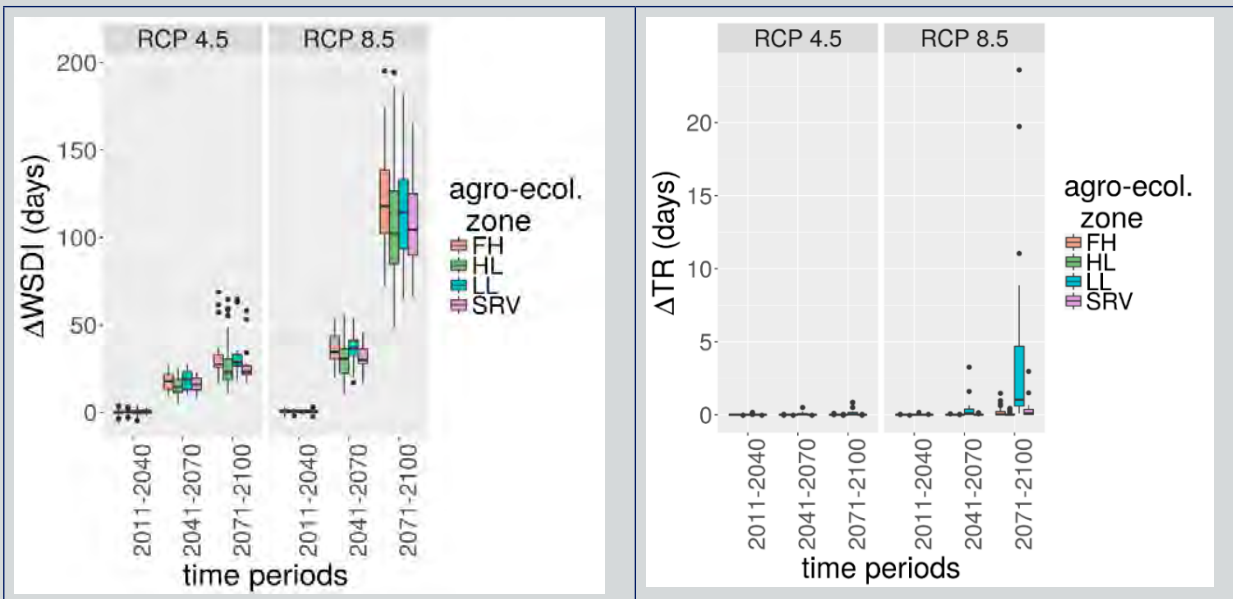 RCP 4.5 RCP 8.5
200
150
100
50
0
ΔWSDI (days)
2011-2040 2041-2070 2071-2100 2011-2040 2041-2070 2071-2100
time periods
agro-ecol.
zone
FH
HL
LL
SRV
RCP 4.5 RCP 8.5
20
15
10
5
0
ΔTR (days)
2011-2040 2041-2070 2071-2100 2011-2040 2041-2070 2071-2100
time periods
agro-ecol.
zone
FH
HL
LL
SRV